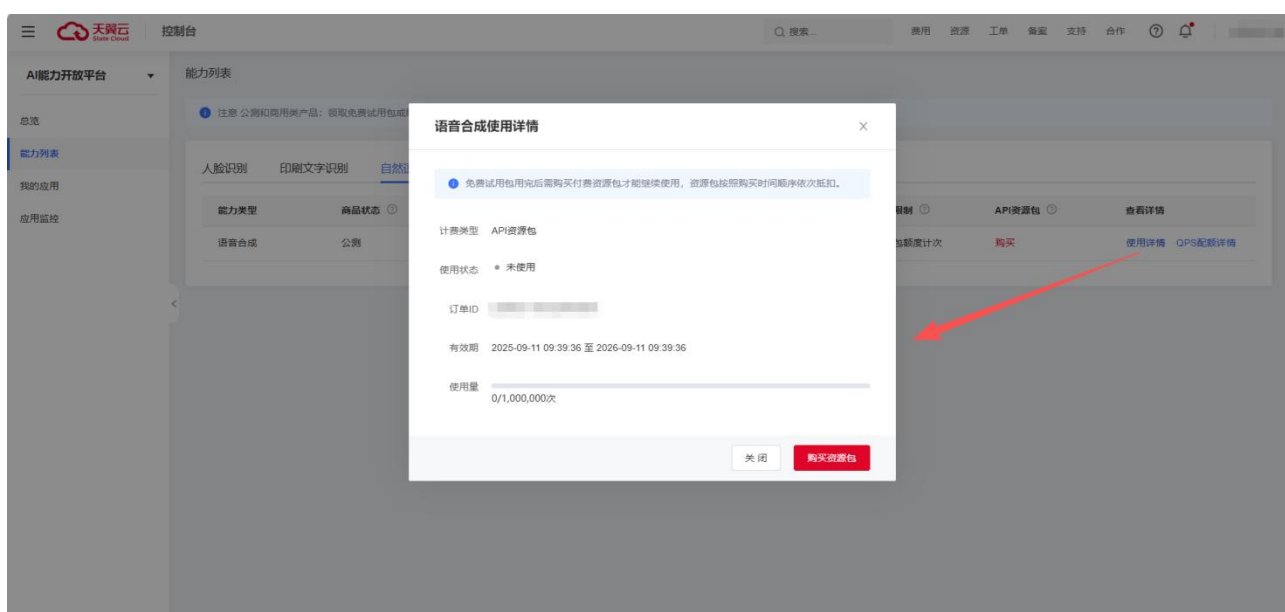 天翼云
State Cloud
控制台
搜索...
费用 资源 工单 备案 支持 合作
AI能力开放平台
能力列表
总览
能力列表
我的应用
应用监控
注意 公测和商用类产品：领取免费试用包或
人脸识别 印刷文字识别 自然
能力类型 商品状态 限制 API资源包 查看详情
语音合成 公测 包额度计次 购买 使用详情 QPS配额详情
语音合成使用详情
免费试用包用完后需购买付费资源包才能继续使用，资源包按照购买时间顺序依次抵扣。
计费类型 API资源包
使用状态 未使用
订单ID
有效期 2025-09-11 09:39:36 至 2026-09-11 09:39:36
使用量
0/1,000,000次
关闭 购买资源包